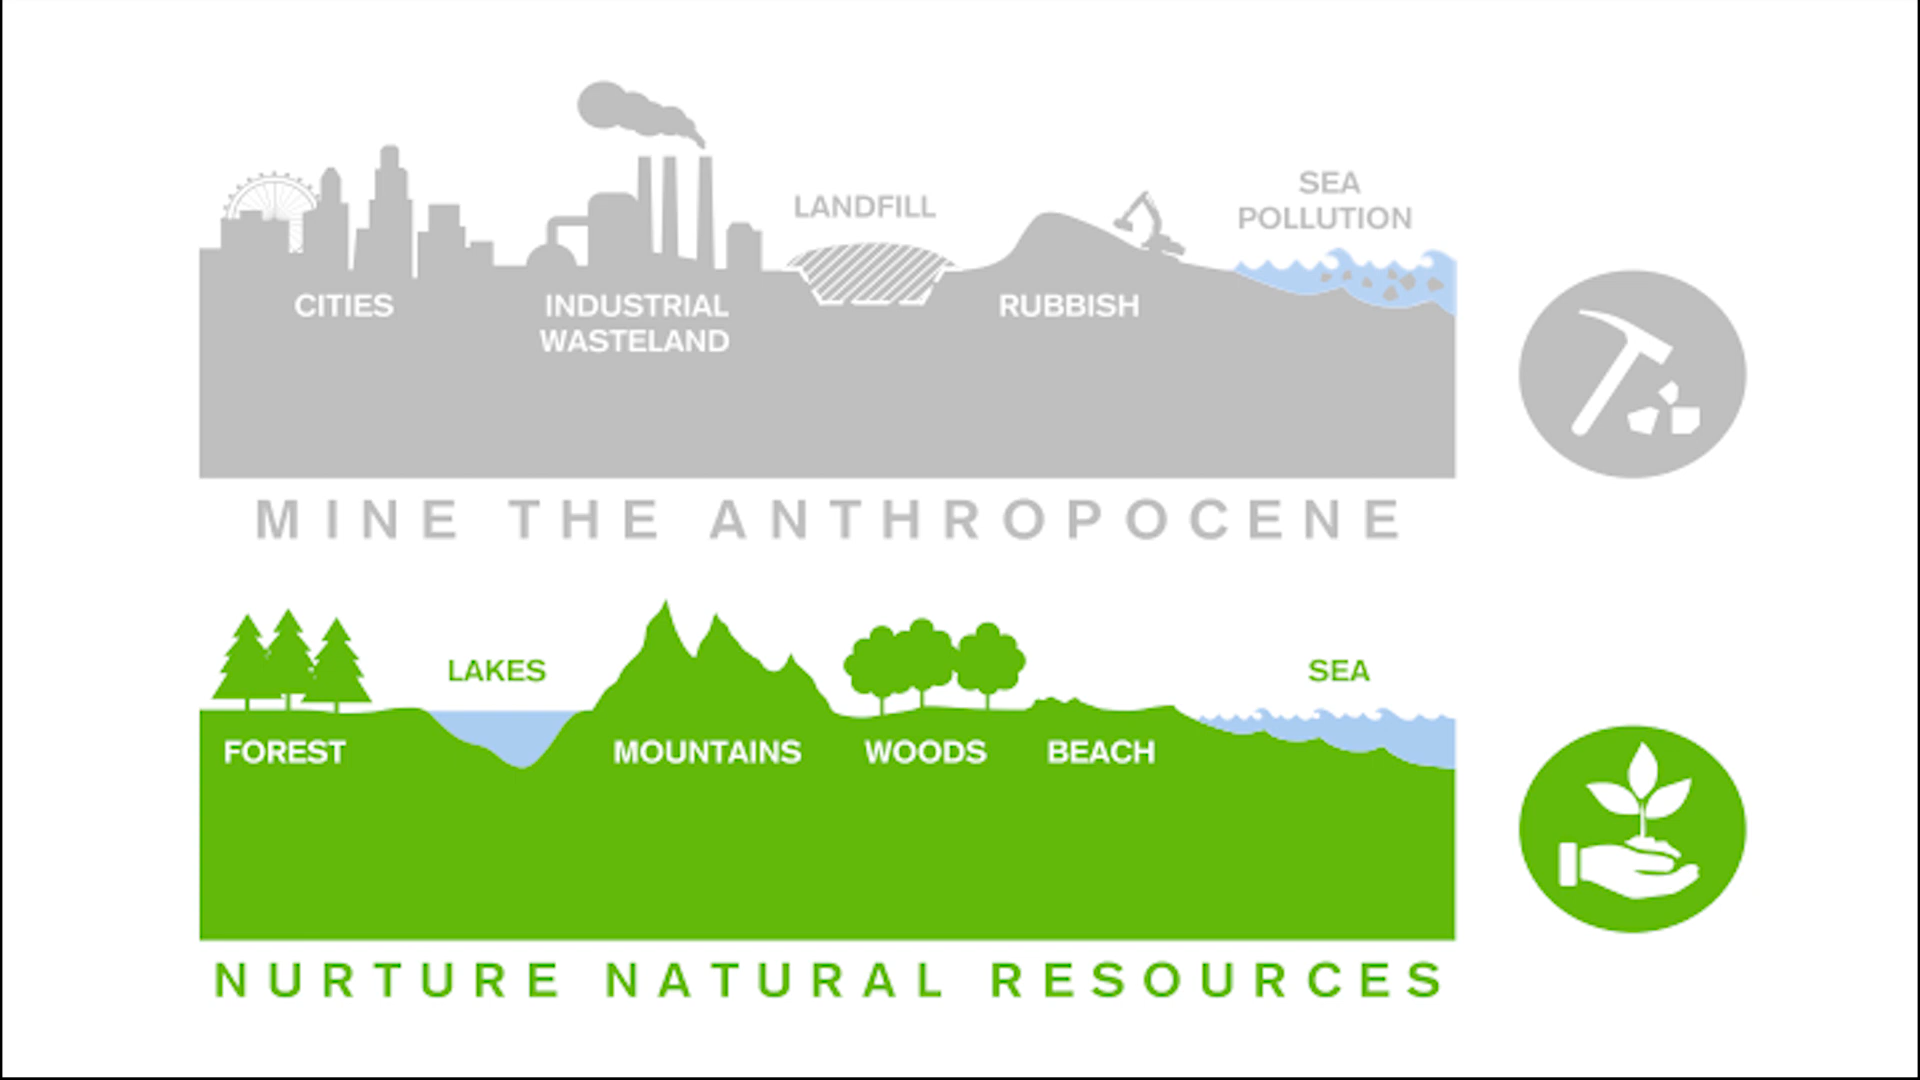 LANDFILL
SEA
POLLUTION
CITIES
INDUSTRIAL
WASTELAND
RUBBISH
MINE THE ANTHROPOCENE
LAKES
SEA
FOREST
MOUNTAINS
WOODS
BEACH
NURTURE NATURAL RESOURCES